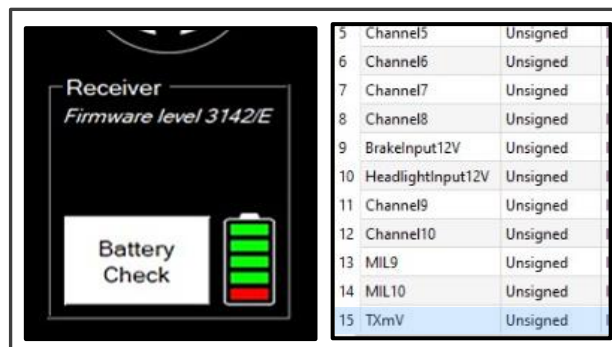 Receiver
Firmware level 3142/E
Battery
Check
5 Channel5 Unsigned
6 Channel6 Unsigned
7 Channel7 Unsigned
8 Channel8 Unsigned
9 BrakeInput12V Unsigned
10 HeadlightInput12V Unsigned
11 Channel9 Unsigned
12 Channel10 Unsigned
13 MIL9 Unsigned
14 MIL10 Unsigned
15 TXmV Unsigned